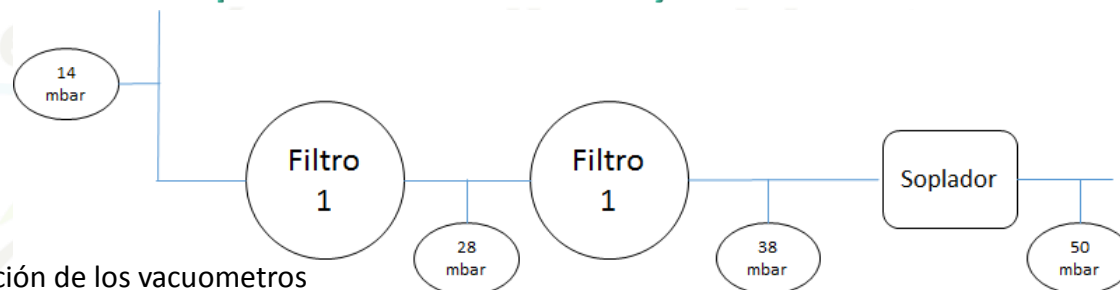 14
mbar
Filtro
1
Filtro
1
Soplador
28
mbar
38
mbar
50
mbar
ción de los vacuometros